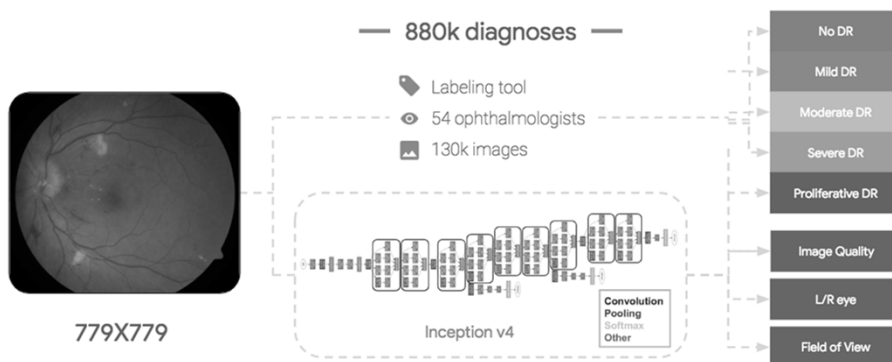 880k diagnoses
Labeling tool
54 ophthalmologists
130k images
779X779
Inception v4
Convolution
Pooling
Softmax
Other
No DR
Mild DR
Moderate DR
Severe DR
Proliferative DR
Image Quality
L/R eye
Field of View